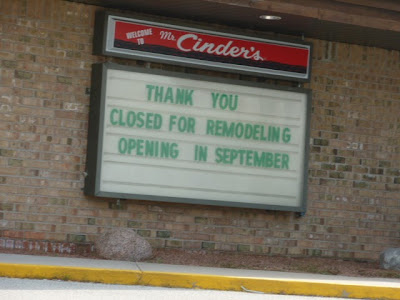 WELCOME TO Mr. Cinder's
THANK YOU
CLOSED FOR REMODELING
OPENING IN SEPTEMBER